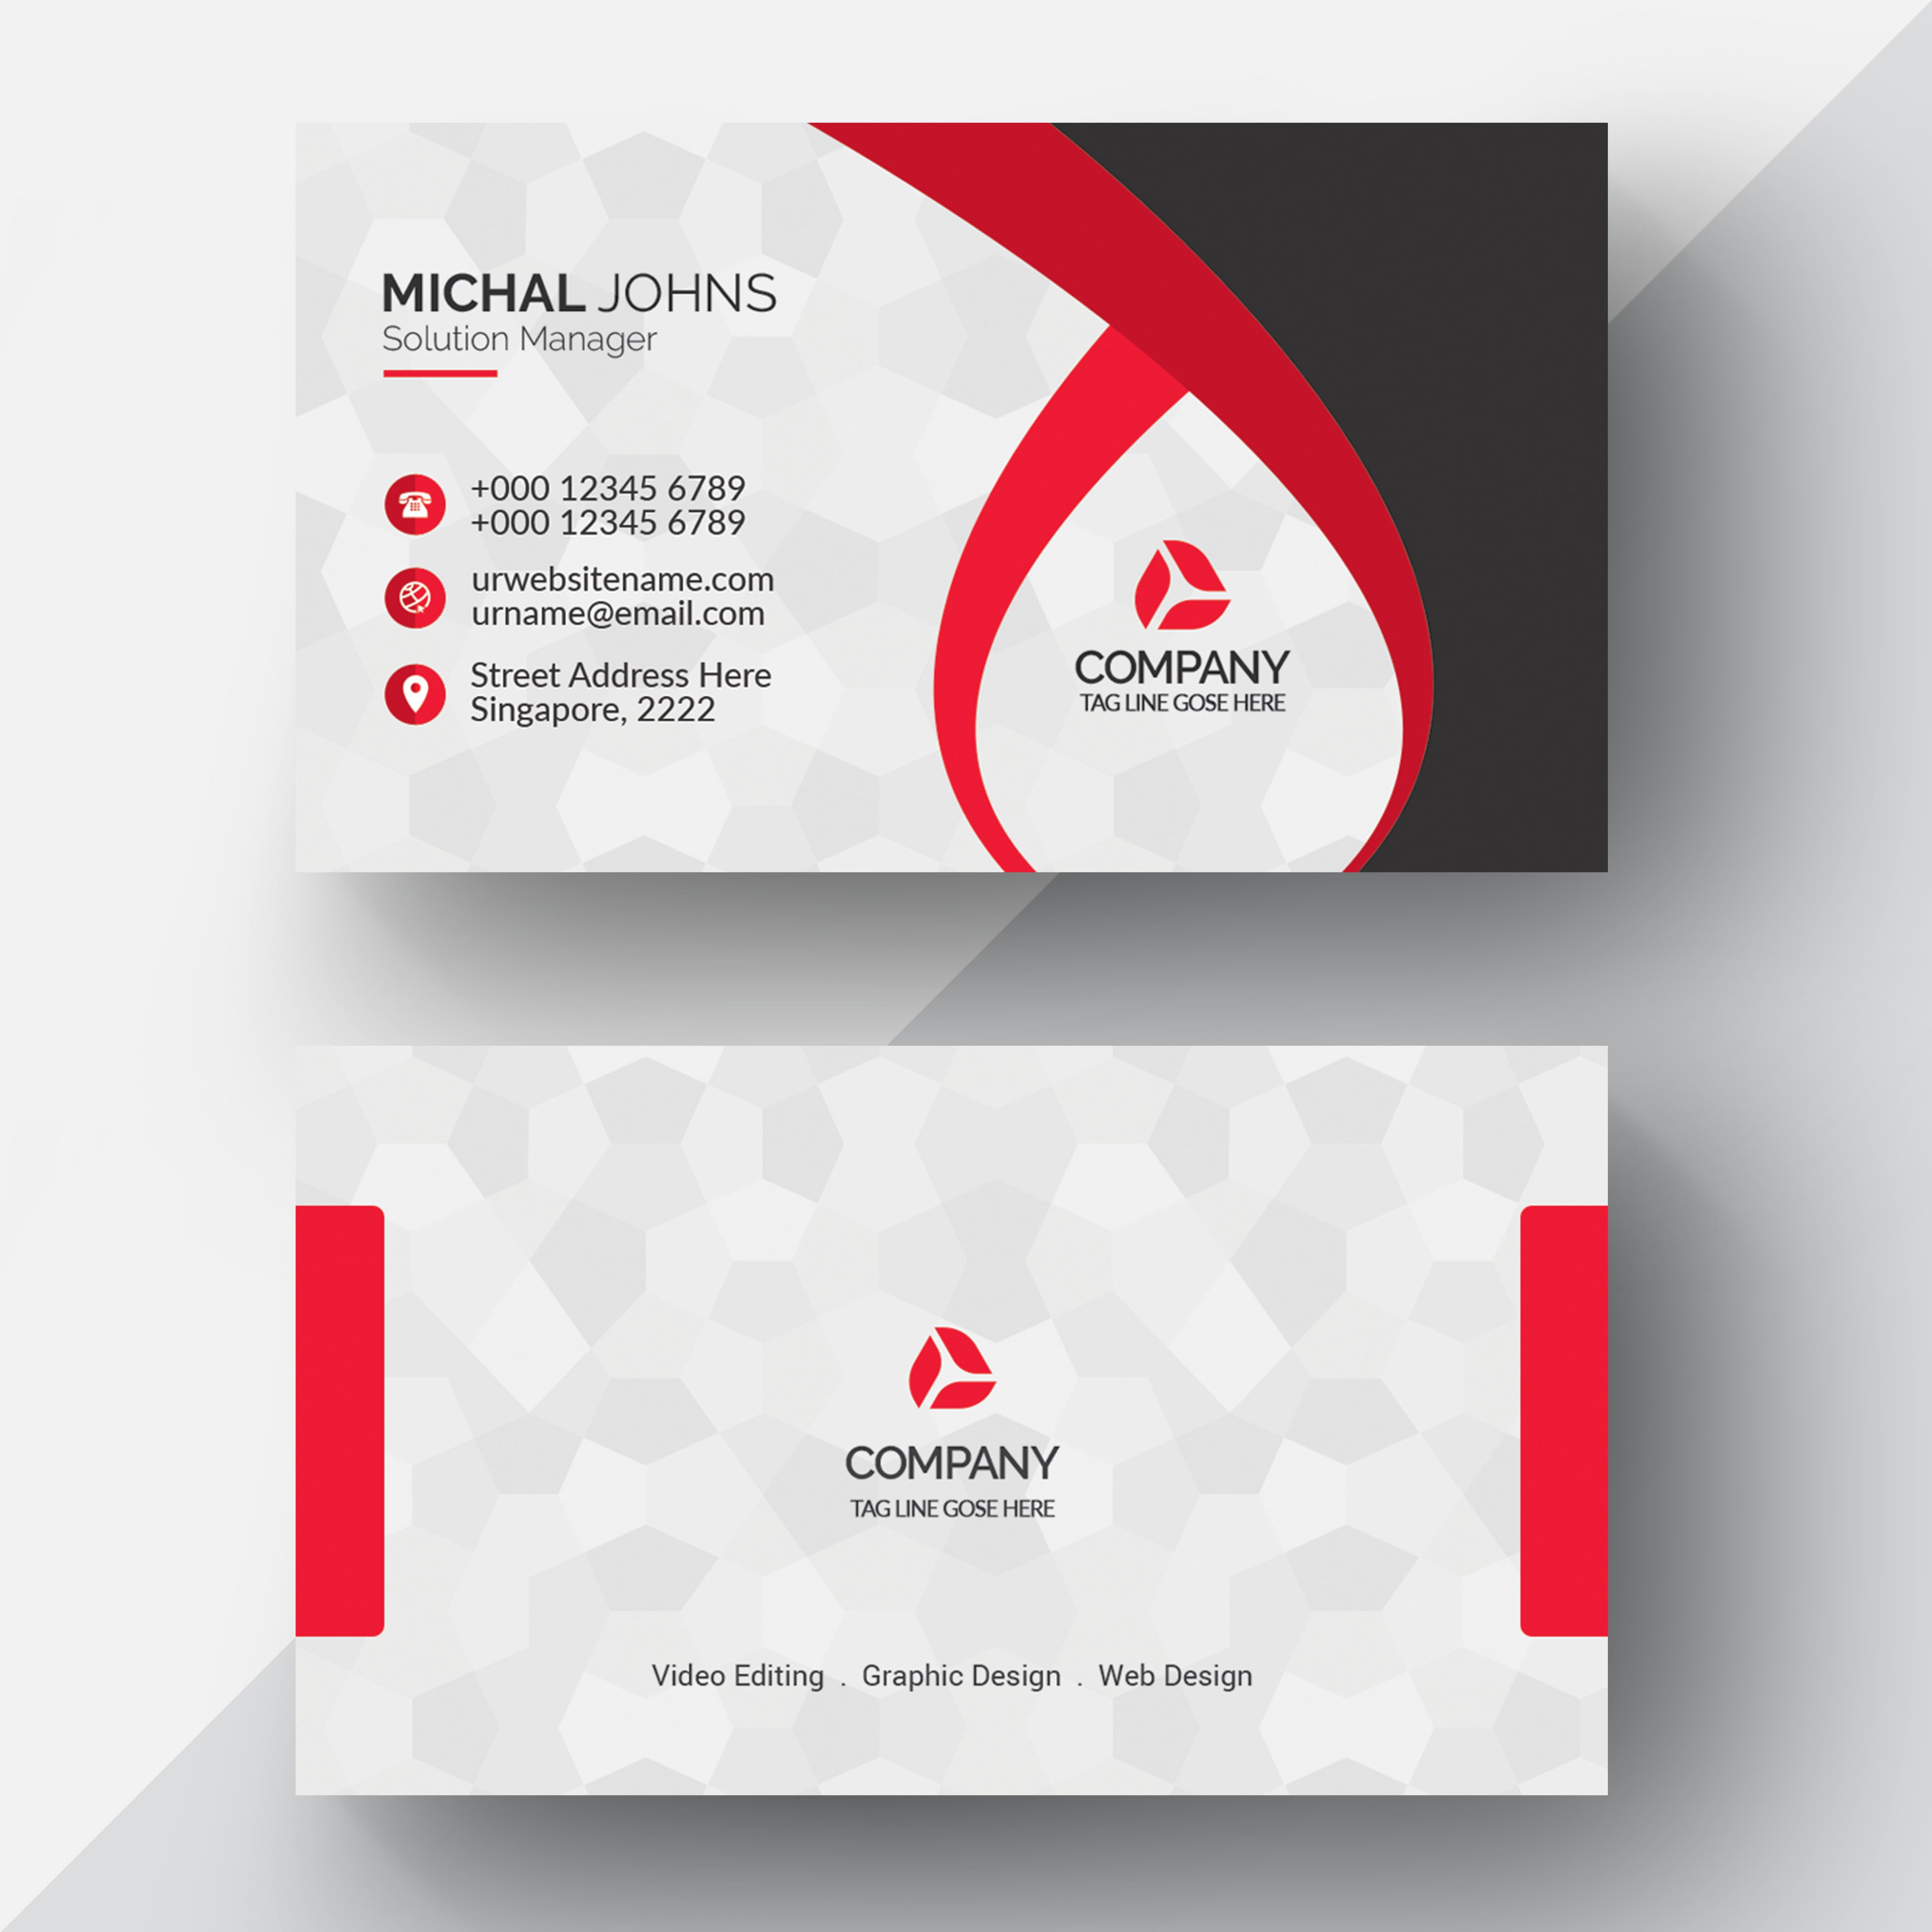 MICHAL JOHNS
Solution Manager
+000 12345 6789
+000 12345 6789
urwebsitename.com
urname@email.com
Street Address Here
Singapore, 2222
COMPANY
TAG LINE GOSE HERE
COMPANY
TAG LINE GOSE HERE
Video Editing . Graphic Design . Web Design